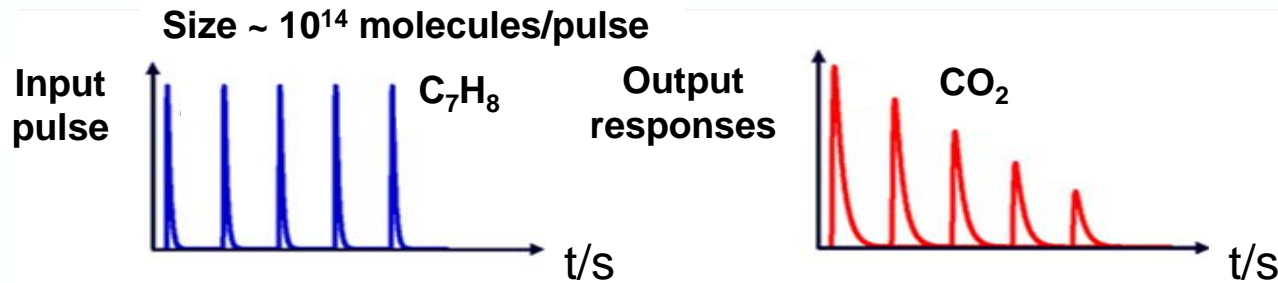 Size ~ 10¹⁴ molecules/pulse
Input
pulse
C₇H₈
t/s
Output
responses
CO₂
t/s